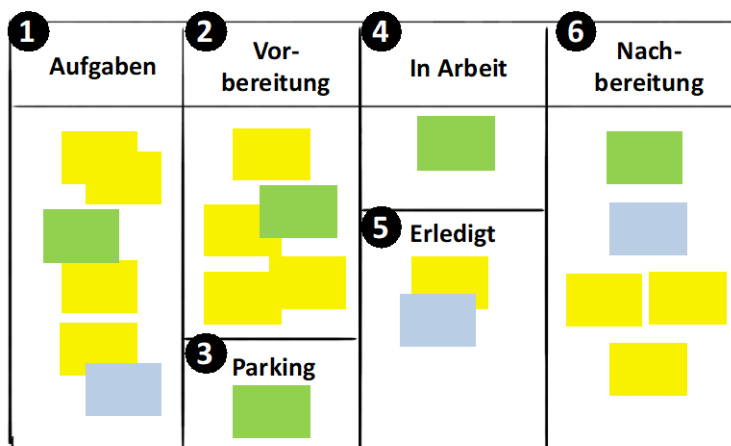 1
Aufgaben
2
Vor-
bereitung
3
Parking
4
In Arbeit
5
Erledigt
6
Nach-
bereitung